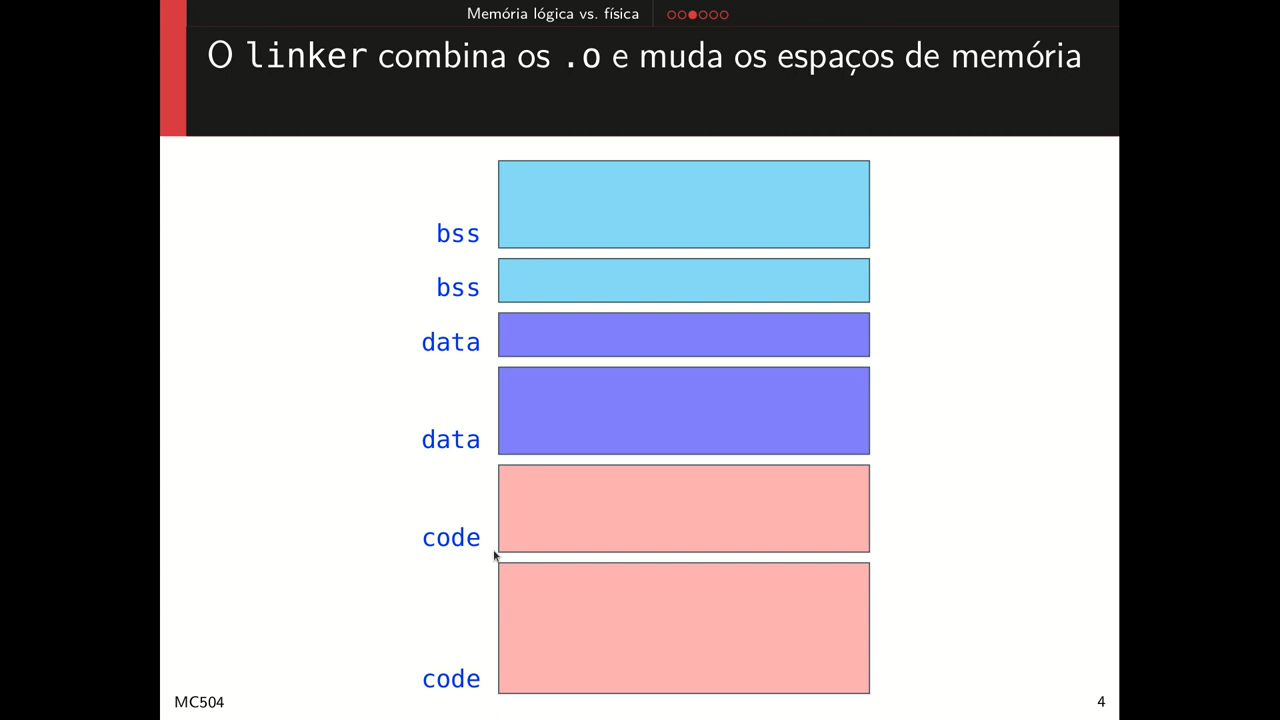 Memória lógica vs. física
O linker combina os .o e muda os espaços de memória
bss
bss
data
data
code
code
MC504
4